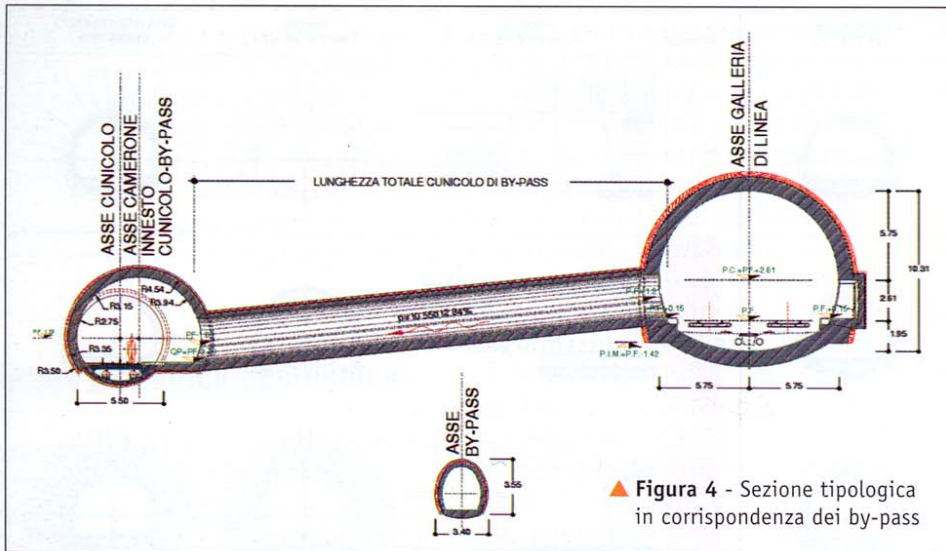 ASSE CUNICOLO
ASSE CAMERONE
INNESTO
CUNICOLO-BY-PASS
LUNGHEZZA TOTALE CUNICOLO DI BY-PASS
ASSE GALLERIA
DI LINEA
R4.54
R3.94
R3.15
R2.75
R3.35
R3.50
5.50
P.C.=P.F.+2.61
P.F.
P.F.+0.15
P.I.M=P.F.-1.42
5.75
2.61
1.95
10.31
5.75
5.75
ASSE
BY-PASS
3.55
3.40
▲ Figura 4 - Sezione tipologica
in corrispondenza dei by-pass